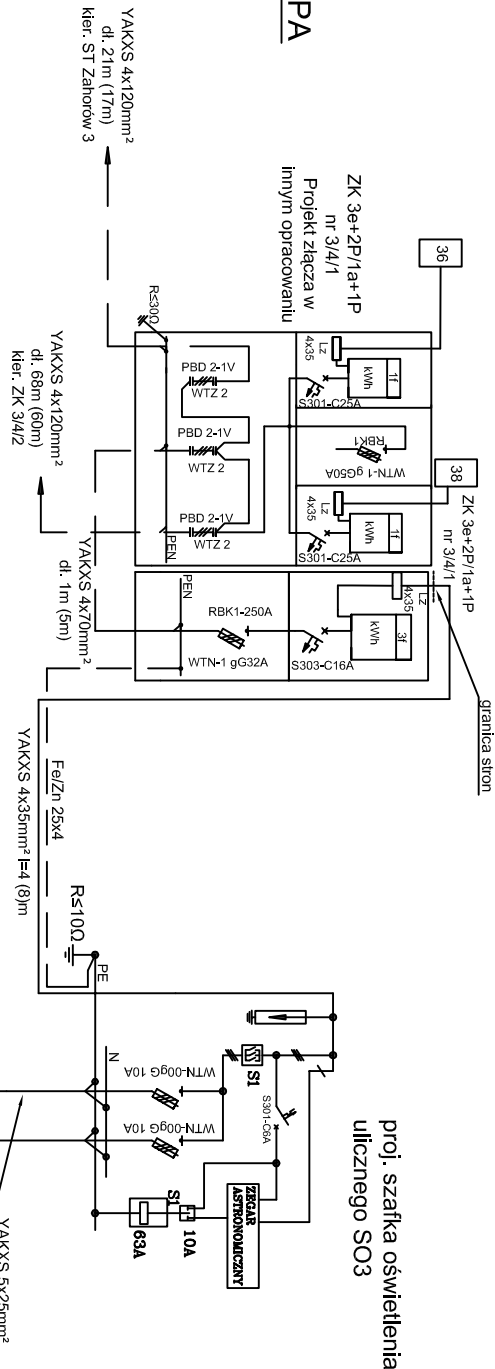 PA
YAKXS 4x120mm²
dł. 21m (17m)
kier. ST Zahorów 3
ZK 3e+2P/1a+1P
nr 3/4/1
Projekt złącza w
innym opracowaniu
36
1f
kWh
Lz
4x35
S301-C25A
RBK1
WTN-1 gG50A
38
1f
kWh
Lz
4x35
S301-C25A
R≤30Ω
PBD 2-1V
WTZ 2
PBD 2-1V
WTZ 2
PBD 2-1V
WTZ 2
PEN
YAKXS 4x120mm²
dł. 68m (60m)
kier. ZK 3/4/2
ZK 3e+2P/1a+1P
nr 3/4/1
granica stron
Lz
4x35
3f
kWh
S303-C16A
RBK1-250A
WTN-1 gG32A
PEN
YAKXS 4x70mm²
dł. 1m (5m)
Fe/Zn 25x4
YAKXS 4x35mm² l=4 (8)m
proj. szafka oświetlenia
ulicznego SO3
R≤10Ω
PE
N
S1
S301-C6A
WTN-00gG 10A
WTN-00gG 10A
ZEGAR
ASTRONOMICZNY
S1
10A
63A
YAKXS 5x25mm²